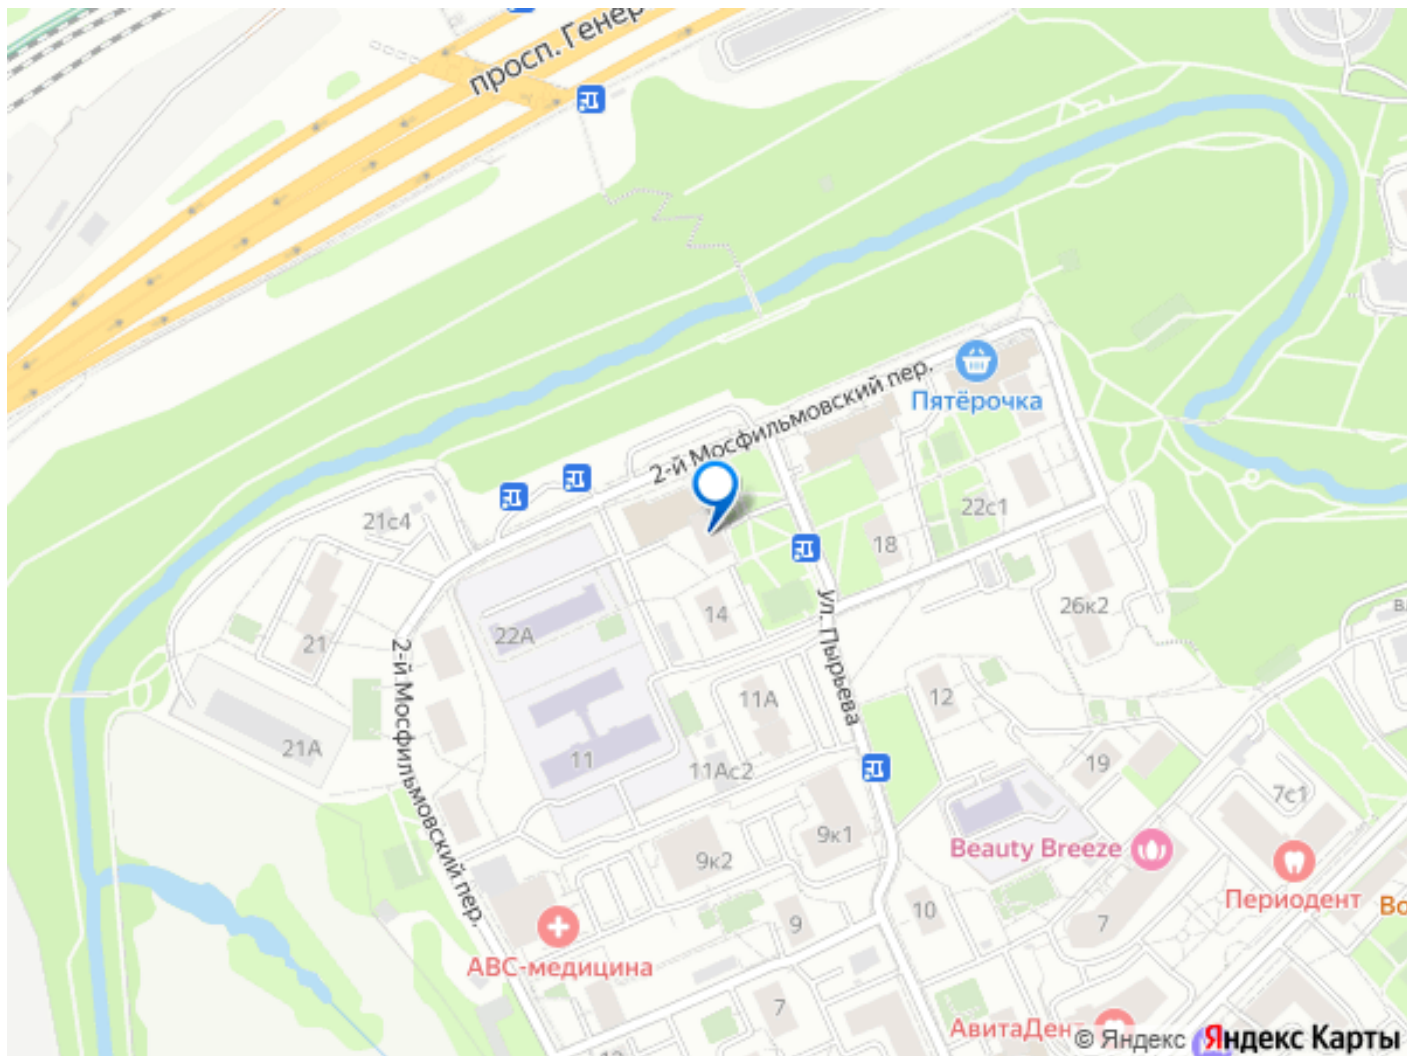 просп. Генер
2-й Мосфильмовский пер.
Пятёрочка
21с4
22с1
18
14
26к2
22А
21
ул. Пырьева
12
11А
2-й Мосфильмовский пер.
21А
11
11Ас2
19
7с1
9к1
Beauty Breeze
9к2
Периодент
Во
10
9
7
АВС-медицина
7
АвитаДент
© Яндекс Яндекс Карты